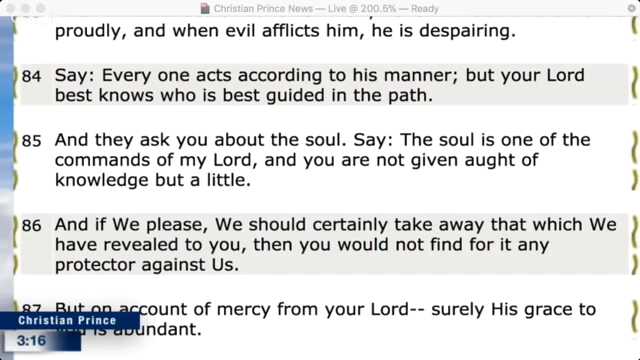 Christian Prince News — Live @ 200.5% — Ready
proudly, and when evil afflicts him, he is despairing.
84 Say: Every one acts according to his manner; but your Lord
best knows who is best guided in the path.
85 And they ask you about the soul. Say: The soul is one of the
commands of my Lord, and you are not given aught of
knowledge but a little.
86 And if We please, We should certainly take away that which We
have revealed to you, then you would not find for it any
protector against Us.
87 But on account of mercy from your Lord-- surely His grace to
is abundant.
Christian Prince
3:16